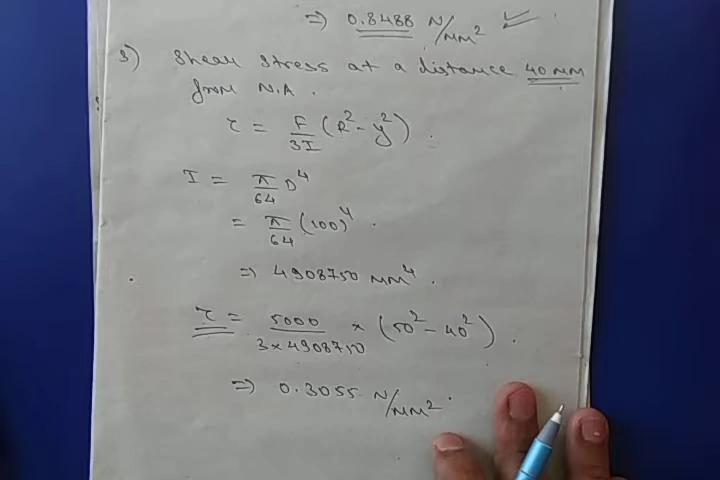 ⇒ 0.8488 N/MM²
3) Shear stress at a distance 40 MM
from N.A.
τ = F/3I (R² - y²).
I = π/64 D⁴
= π/64 (100)⁴.
⇒ 4908750 MM⁴.
τ = 5000/3×4908750 × (50² - 40²).
⇒ 0.3055 N/MM².